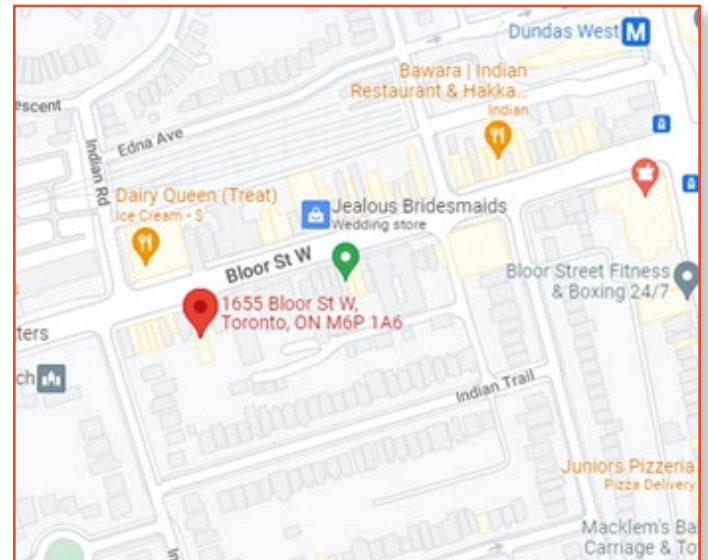 Dundas West
M
Bawara | Indian
Restaurant & Hakka...
Indian
escent
Edna Ave
Indian Rd
Dairy Queen (Treat)
Ice Cream • $
Jealous Bridesmaids
Wedding store
Bloor St W
Bloor Street Fitness
& Boxing 24/7
1655 Bloor St W,
Toronto, ON M6P 1A6
ters
ch
Indian Trail
Juniors Pizzeria
Pizza Delivery
Macklem's Ba
Carriage & To
In